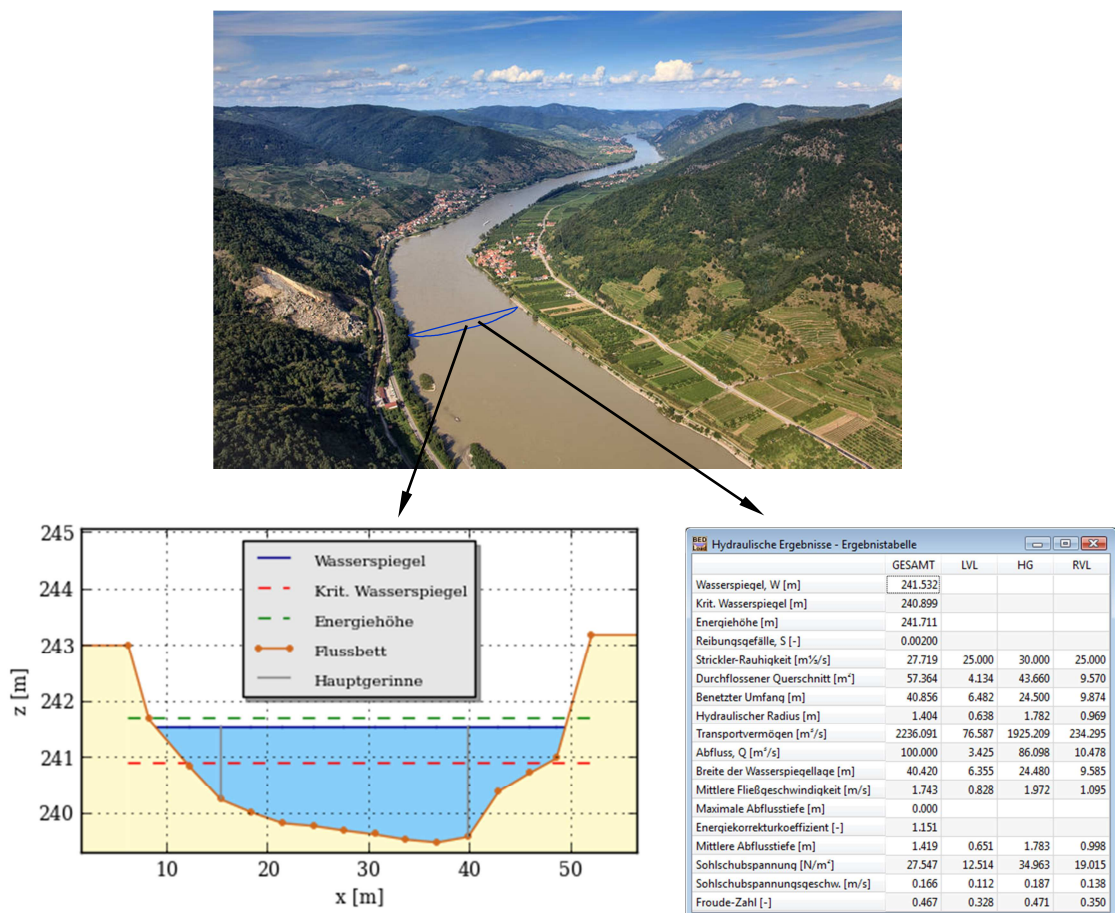 245
244
243
242
241
240
z [m]
10
20
30
40
50
x [m]
Wasserspiegel
Krit. Wasserspiegel
Energiehöhe
Flussbett
Hauptgerinne
BED
Hydraulische Ergebnisse - Ergebnistabelle
GESAMT LVL HG RVL
Wasserspiegel, W [m] 241.532
Krit. Wasserspiegel [m] 240.899
Energiehöhe [m] 241.711
Reibungsgefälle, S [-] 0.00200
Strickler-Rauhigkeit [m⅓/s] 27.719 25.000 30.000 25.000
Durchflossener Querschnitt [m²] 57.364 4.134 43.660 9.570
Benetzter Umfang [m] 40.856 6.482 24.500 9.874
Hydraulischer Radius [m] 1.404 0.638 1.782 0.969
Transportvermögen [m³/s] 2236.091 76.587 1925.209 234.295
Abfluss, Q [m³/s] 100.000 3.425 86.098 10.478
Breite der Wasserspiegellage [m] 40.420 6.355 24.480 9.585
Mittlere Fließgeschwindigkeit [m/s] 1.743 0.828 1.972 1.095
Maximale Abflusstiefe [m] 0.000
Energiekorrekturkoeffizient [-] 1.151
Mittlere Abflusstiefe [m] 1.419 0.651 1.783 0.998
Sohlschubspannung [N/m²] 27.547 12.514 34.963 19.015
Sohlschubspannungsgeschw. [m/s] 0.166 0.112 0.187 0.138
Froude-Zahl [-] 0.467 0.328 0.471 0.350